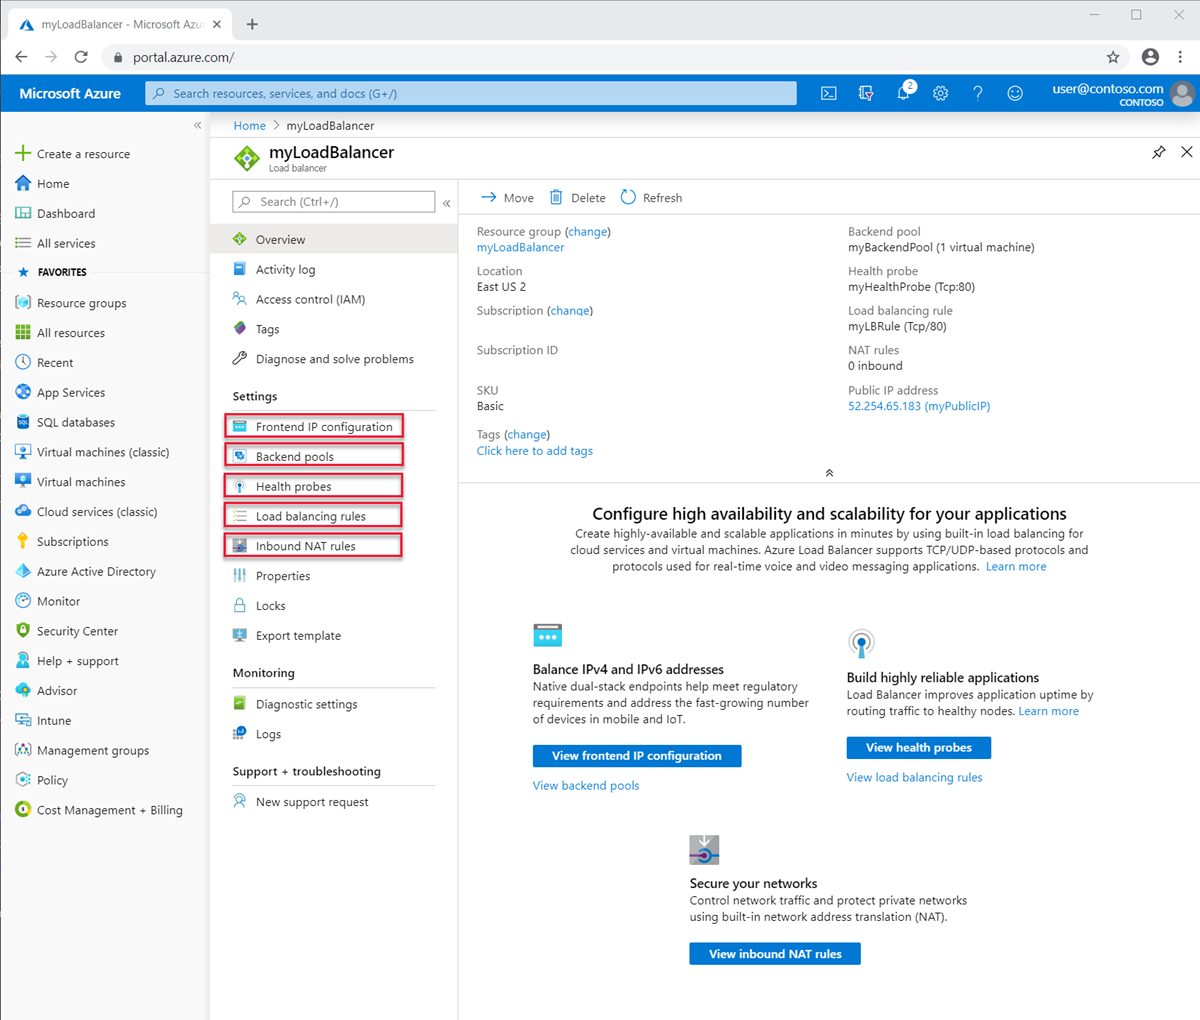 myLoadBalancer - Microsoft Azu
portal.azure.com/
Microsoft Azure
Search resources, services, and docs (G+/)
2
user@contoso.com
CONTOSO
Create a resource
Home
Dashboard
All services
FAVORITES
Resource groups
All resources
Recent
App Services
SQL databases
Virtual machines (classic)
Virtual machines
Cloud services (classic)
Subscriptions
Azure Active Directory
Monitor
Security Center
Help + support
Advisor
Intune
Management groups
Policy
Cost Management + Billing
Home > myLoadBalancer
myLoadBalancer
Load balancer
Search (Ctrl+/)
Overview
Activity log
Access control (IAM)
Tags
Diagnose and solve problems
Settings
Frontend IP configuration
Backend pools
Health probes
Load balancing rules
Inbound NAT rules
Properties
Locks
Export template
Monitoring
Diagnostic settings
Logs
Support + troubleshooting
New support request
Move Delete Refresh
Resource group (change)
myLoadBalancer
Location
East US 2
Subscription (change)
Subscription ID
SKU
Basic
Tags (change)
Click here to add tags
Backend pool
myBackendPool (1 virtual machine)
Health probe
myHealthProbe (Tcp:80)
Load balancing rule
myLBRule (Tcp/80)
NAT rules
0 inbound
Public IP address
52.254.65.183 (myPublicIP)
Configure high availability and scalability for your applications
Create highly-available and scalable applications in minutes by using built-in load balancing for
cloud services and virtual machines. Azure Load Balancer supports TCP/UDP-based protocols and
protocols used for real-time voice and video messaging applications. Learn more
Balance IPv4 and IPv6 addresses
Native dual-stack endpoints help meet regulatory
requirements and address the fast-growing number
of devices in mobile and IoT.
View frontend IP configuration
View backend pools
Build highly reliable applications
Load Balancer improves application uptime by
routing traffic to healthy nodes. Learn more
View health probes
View load balancing rules
Secure your networks
Control network traffic and protect private networks
using built-in network address translation (NAT).
View inbound NAT rules